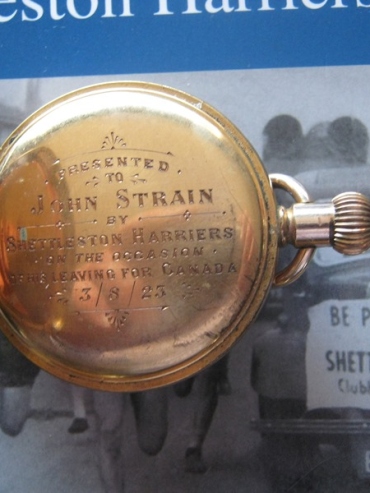 eston Harriers
PRESENTED
TO
JOHN STRAIN
BY
SHETTLESTON HARRIERS
ON THE OCCASION
OF HIS LEAVING FOR CANADA
3/8/23
BE P
SHETT
Club